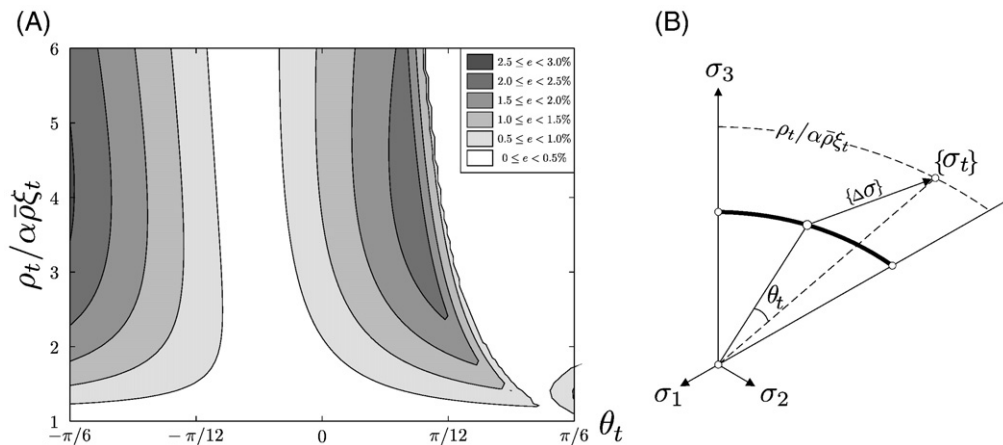 (A)
(B)
6
5
4
3
2
1
ρt/αρ̄ξt
2.5 ≤ e < 3.0%
2.0 ≤ e < 2.5%
1.5 ≤ e < 2.0%
1.0 ≤ e < 1.5%
0.5 ≤ e < 1.0%
0 ≤ e < 0.5%
−π/6
−π/12
0
π/12
θt
π/6
σ3
ρt/αρ̄ξt
{σt}
{Δσ}
θt
σ1
σ2